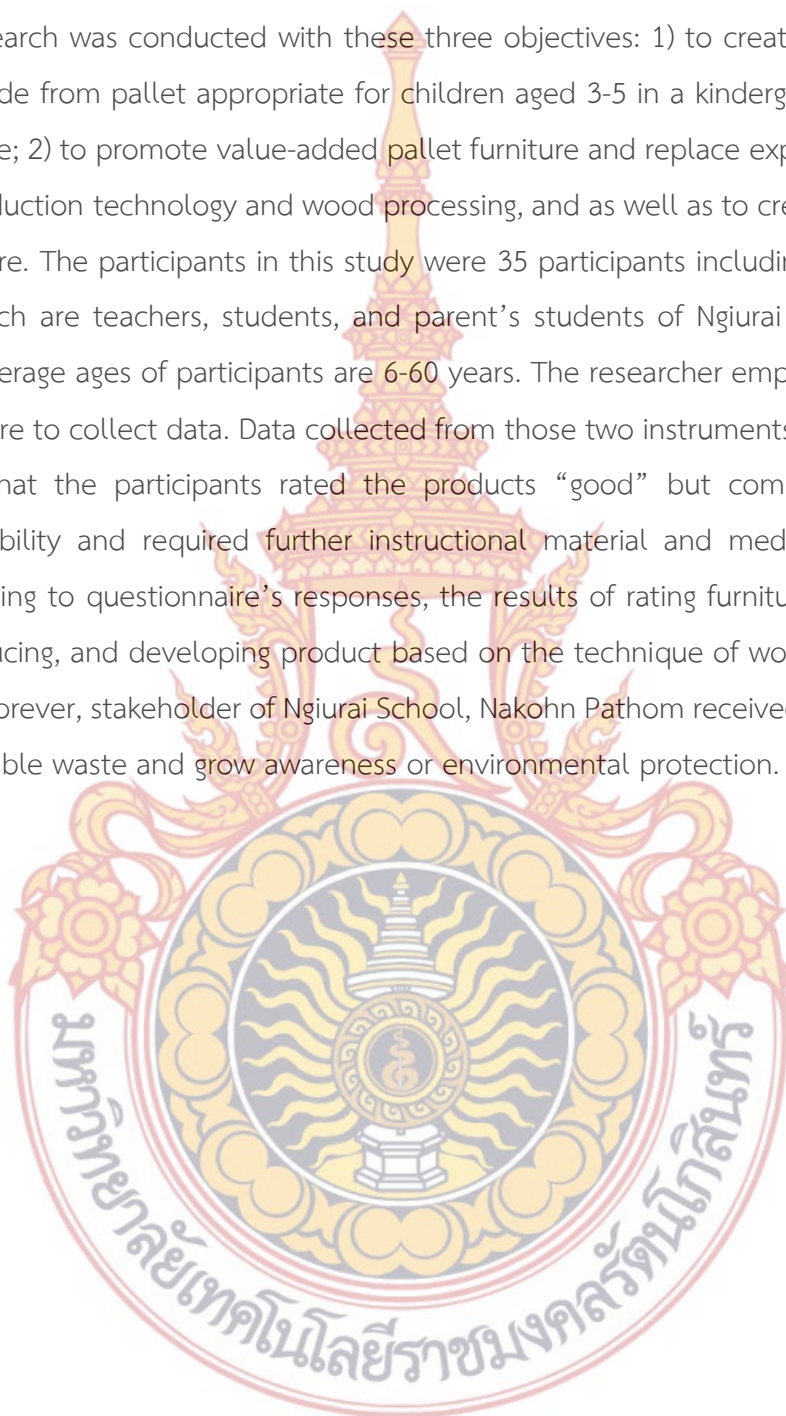 earch was conducted with these three objectives: 1) to creat
de from pallet appropriate for children aged 3-5 in a kinderg
e; 2) to promote value-added pallet furniture and replace exp
duction technology and wood processing, and as well as to cre
re. The participants in this study were 35 participants includin
ch are teachers, students, and parent’s students of Ngiurai
verage ages of participants are 6-60 years. The researcher emp
re to collect data. Data collected from those two instruments
hat the participants rated the products “good” but com
bility and required further instructional material and med
ing to questionnaire’s responses, the results of rating furnitu
ucing, and developing product based on the technique of wo
orever, stakeholder of Ngiurai School, Nakohn Pathom received
ble waste and grow awareness or environmental protection.
มหาวิทยาลัยเทคโนโลยีราชมงคลรัตนโกสินทร์